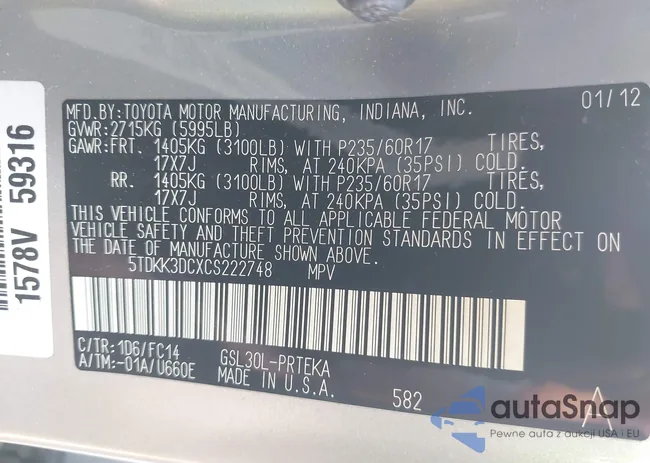 1578V 59316
MFD.BY:TOYOTA MOTOR MANUFACTURING, INDIANA, INC. 01/12
GVWR:2715KG (5995LB)
GAWR:FRT. 1405KG (3100LB) WITH P235/60R17 TIRES,
17X7J RIMS, AT 240KPA (35PSI) COLD.
RR. 1405KG (3100LB) WITH P235/60R17 TIRES,
17X7J RIMS, AT 240KPA (35PSI) COLD.
THIS VEHICLE CONFORMS TO ALL APPLICABLE FEDERAL MOTOR
VEHICLE SAFETY AND THEFT PREVENTION STANDARDS IN EFFECT ON
THE DATE OF MANUFACTURE SHOWN ABOVE.
5TDKK3DCXCS222748 MPV
C/TR:1D6/FC14 GSL30L-PRTEKA
A/TM:-01A/U660E MADE IN U.S.A. 582 A
autaSnap
Pewne auta z aukcji USA i EU